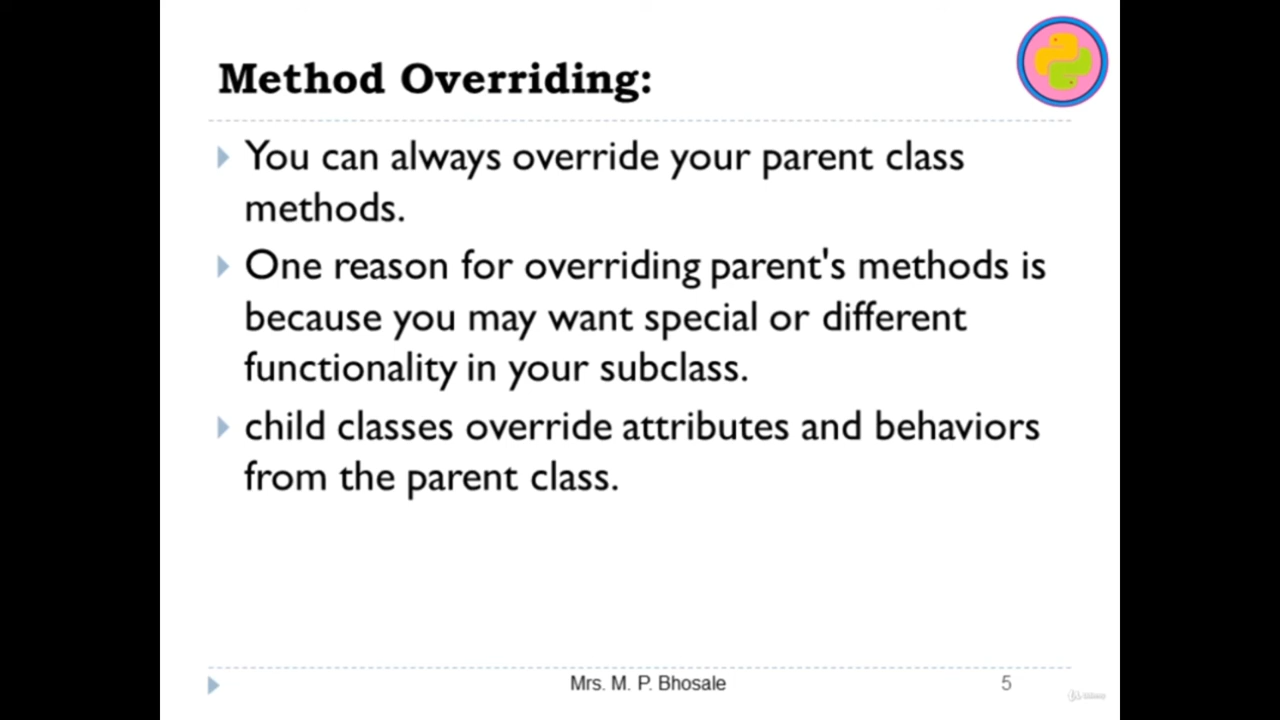 Method Overriding:
You can always override your parent class
methods.
One reason for overriding parent's methods is
because you may want special or different
functionality in your subclass.
child classes override attributes and behaviors
from the parent class.
Mrs. M. P. Bhosale
5
Udemy